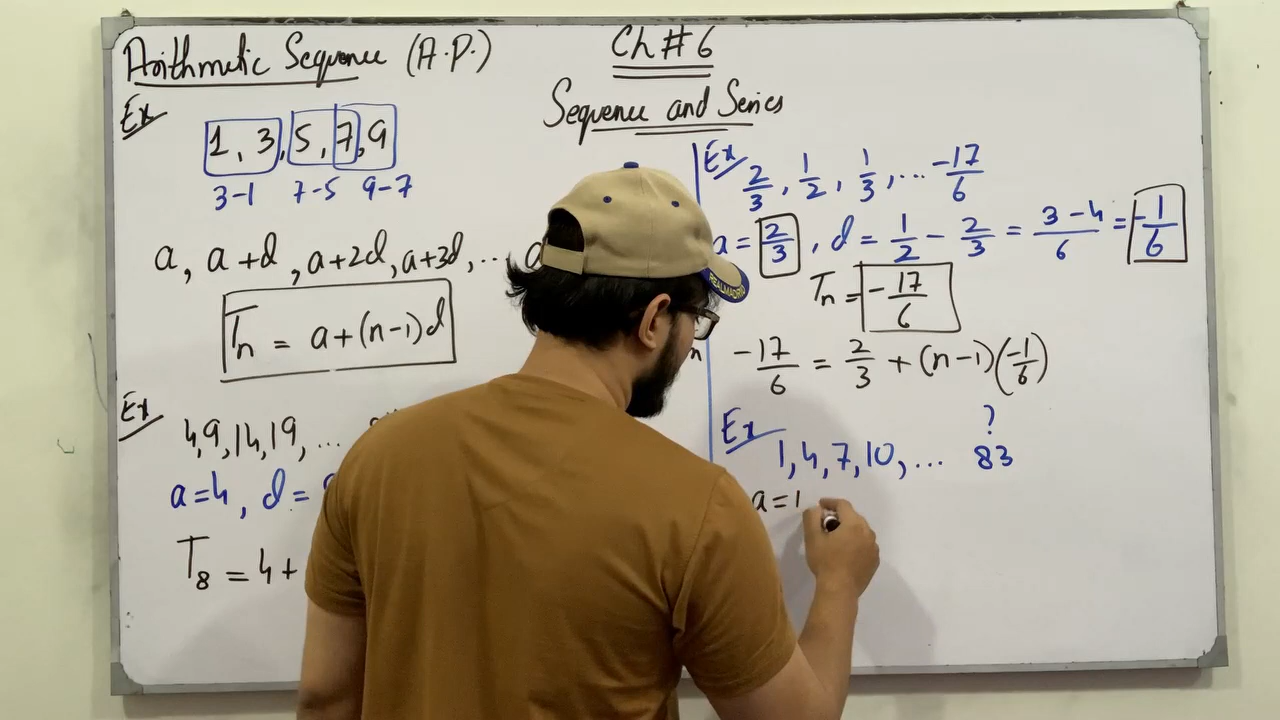 Arithmetic Sequence (A.P.)
Ch # 6
Sequence and Series
Ex
1, 3, 5, 7, 9
3-1 7-5 9-7
a, a+d, a+2d, a+3d, ...
Tn = a+(n-1)d
Ex
4, 9, 14, 19, ...
a=4, d=
T8 = 4+
Ex
2/3, 1/2, 1/3, ... -17/6
a = 2/3, d = 1/2 - 2/3 = 3-4/6 = -1/6
Tn = -17/6
-17/6 = 2/3 + (n-1)(-1/6)
Ex
?
1, 4, 7, 10, ... 83
a=1
REALMADRID